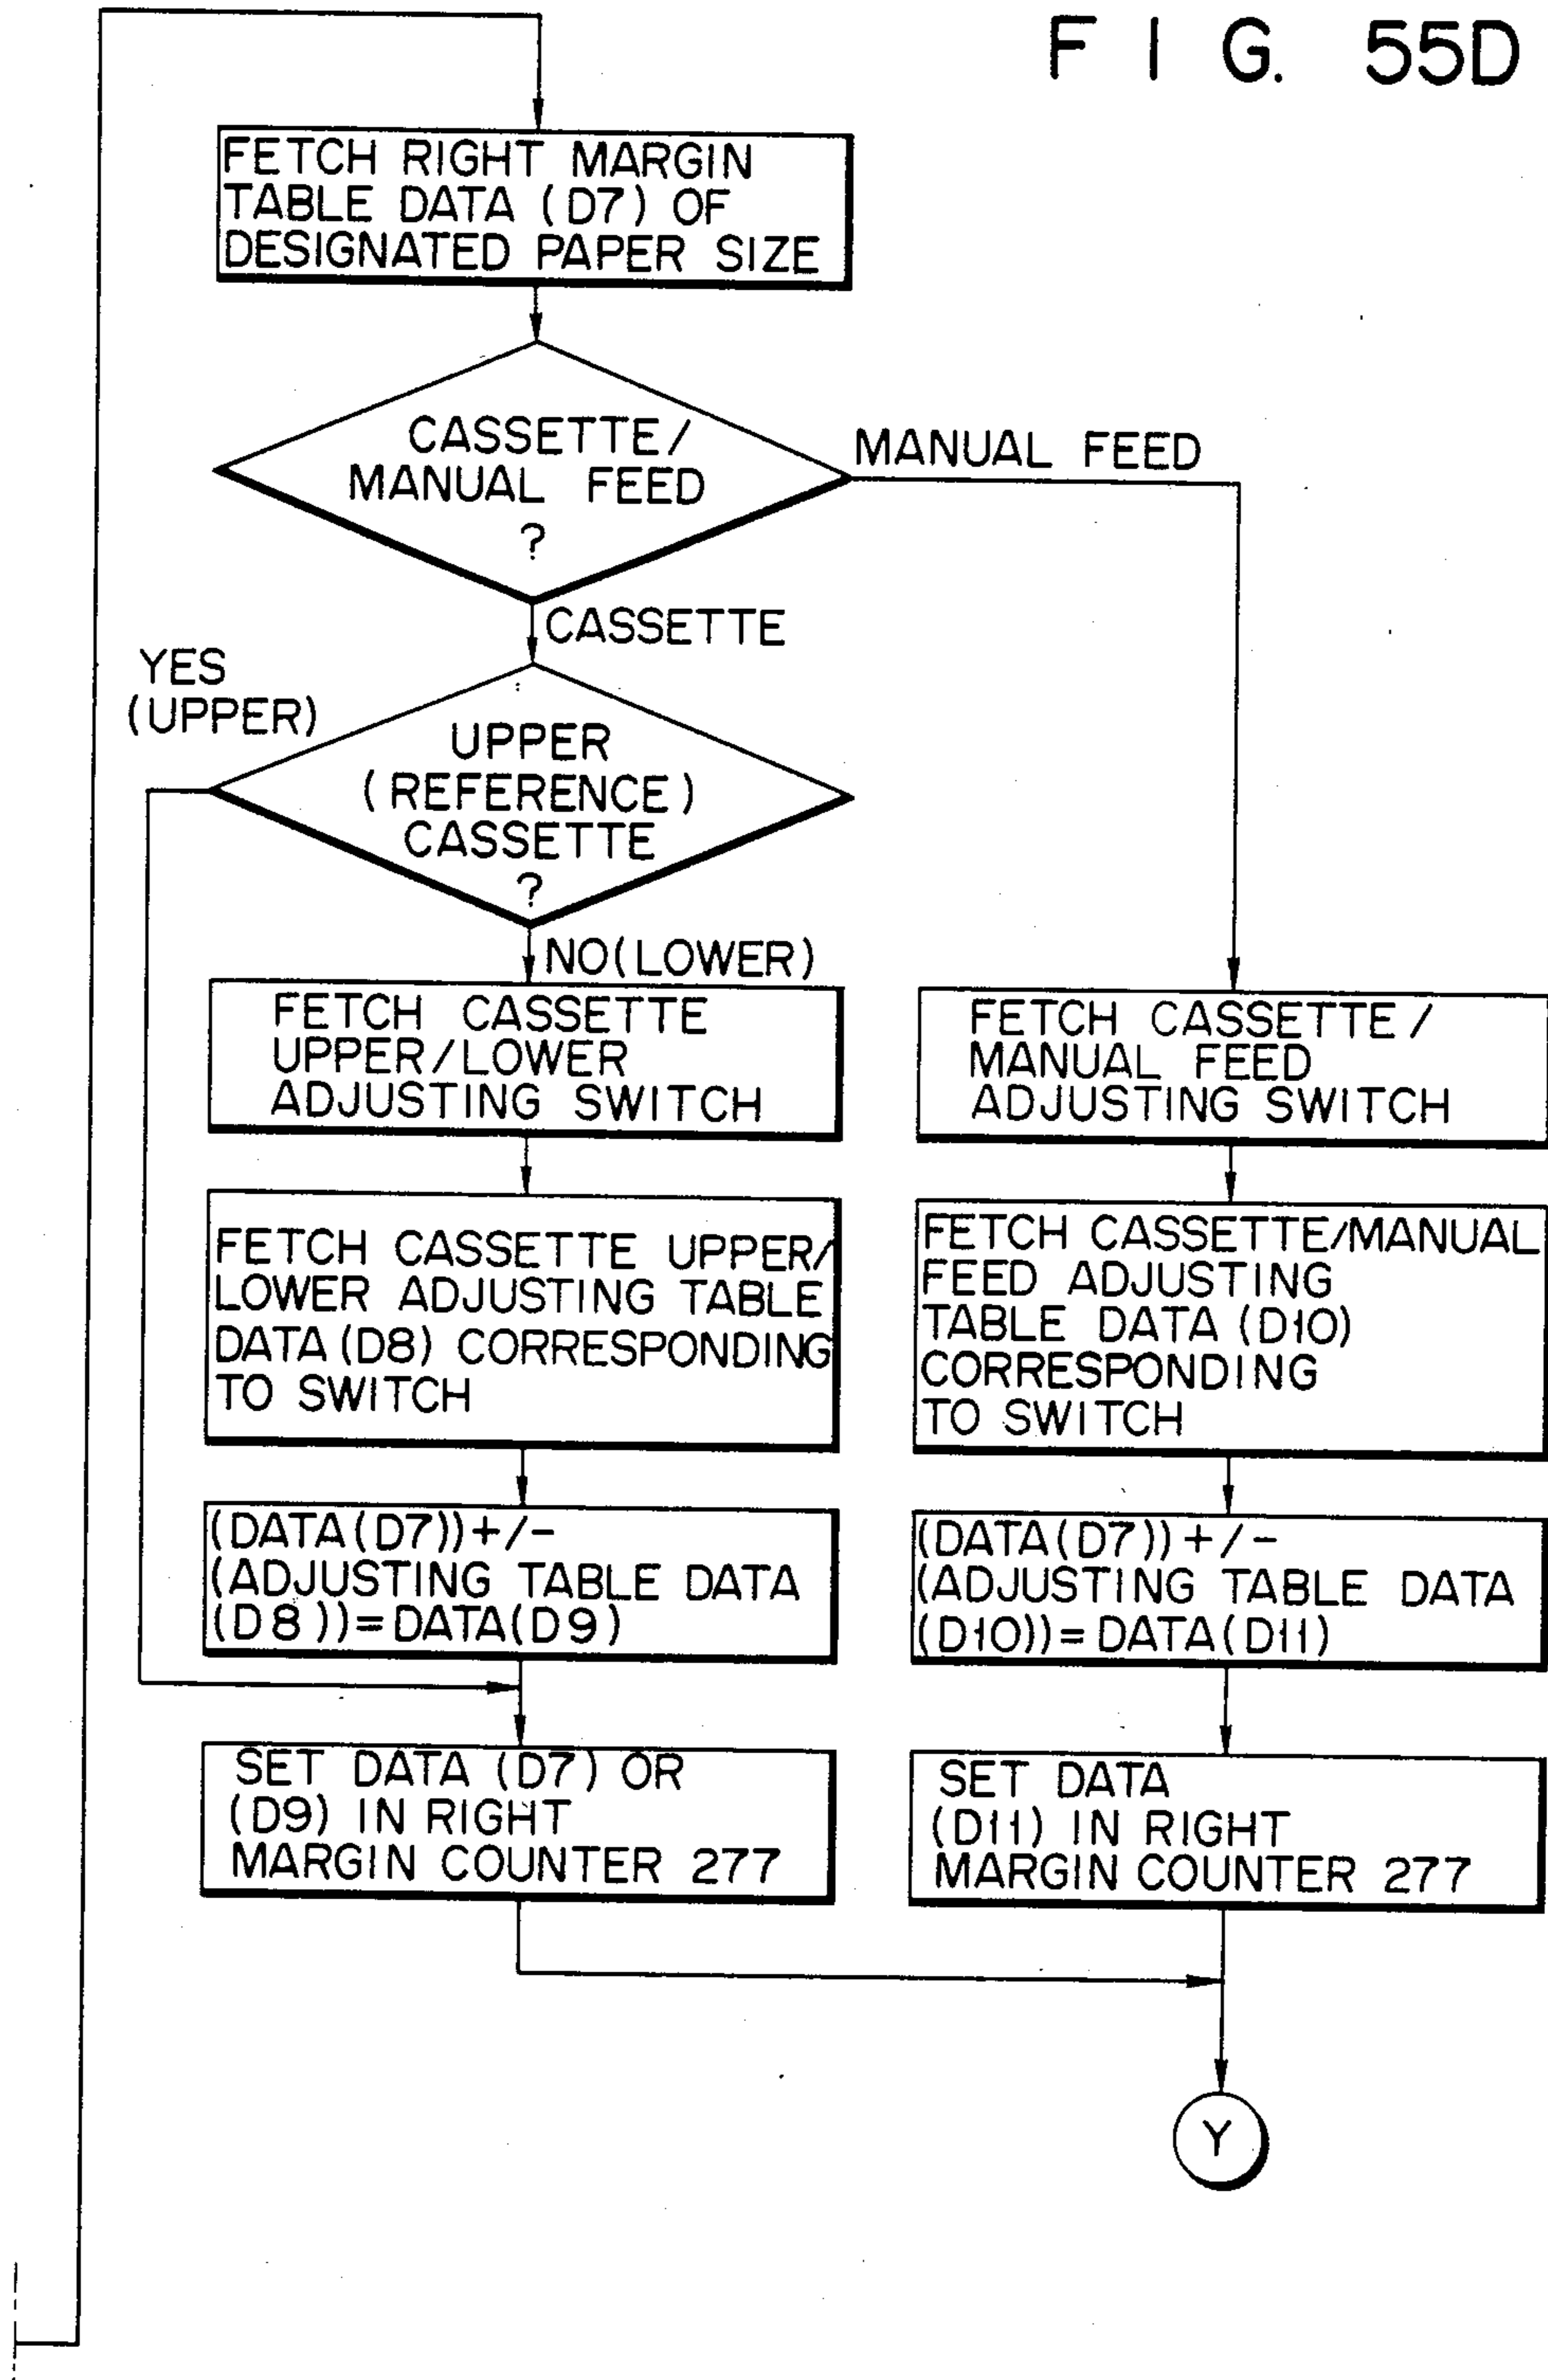 F I G. 55D
FETCH RIGHT MARGIN
TABLE DATA (D7) OF
DESIGNATED PAPER SIZE
CASSETTE/
MANUAL FEED
?
MANUAL FEED
CASSETTE
YES
(UPPER)
UPPER
(REFERENCE)
CASSETTE
?
NO(LOWER)
FETCH CASSETTE
UPPER/LOWER
ADJUSTING SWITCH
FETCH CASSETTE UPPER/
LOWER ADJUSTING TABLE
DATA(D8) CORRESPONDING
TO SWITCH
(DATA(D7))+/-
(ADJUSTING TABLE DATA
(D8))=DATA(D9)
SET DATA (D7) OR
(D9) IN RIGHT
MARGIN COUNTER 277
FETCH CASSETTE/
MANUAL FEED
ADJUSTING SWITCH
FETCH CASSETTE/MANUAL
FEED ADJUSTING
TABLE DATA (D10)
CORRESPONDING
TO SWITCH
(DATA(D7))+/-
(ADJUSTING TABLE DATA
(D10))=DATA(D11)
SET DATA
(D11) IN RIGHT
MARGIN COUNTER 277
Y